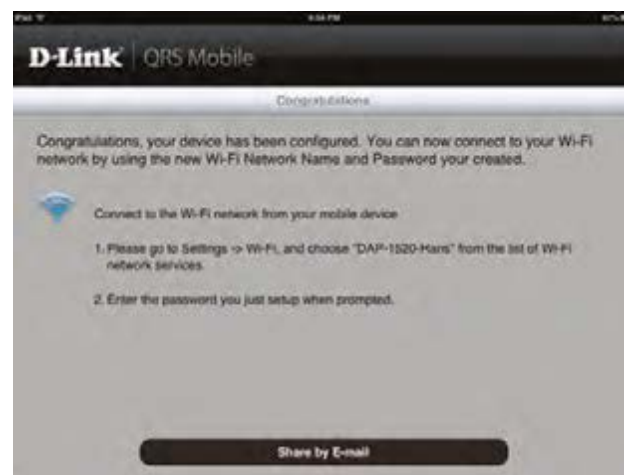 iPad
D-Link QRS Mobile
Congratulations
Congratulations, your device has been configured. You can now connect to your Wi-Fi
network by using the new Wi-Fi Network Name and Password your created.
Connect to the Wi-Fi network from your mobile device
1. Please go to Settings -> Wi-Fi, and choose "DAP-1520-Hans" from the list of Wi-Fi
network services.
2. Enter the password you just setup when prompted.
Share by E-mail